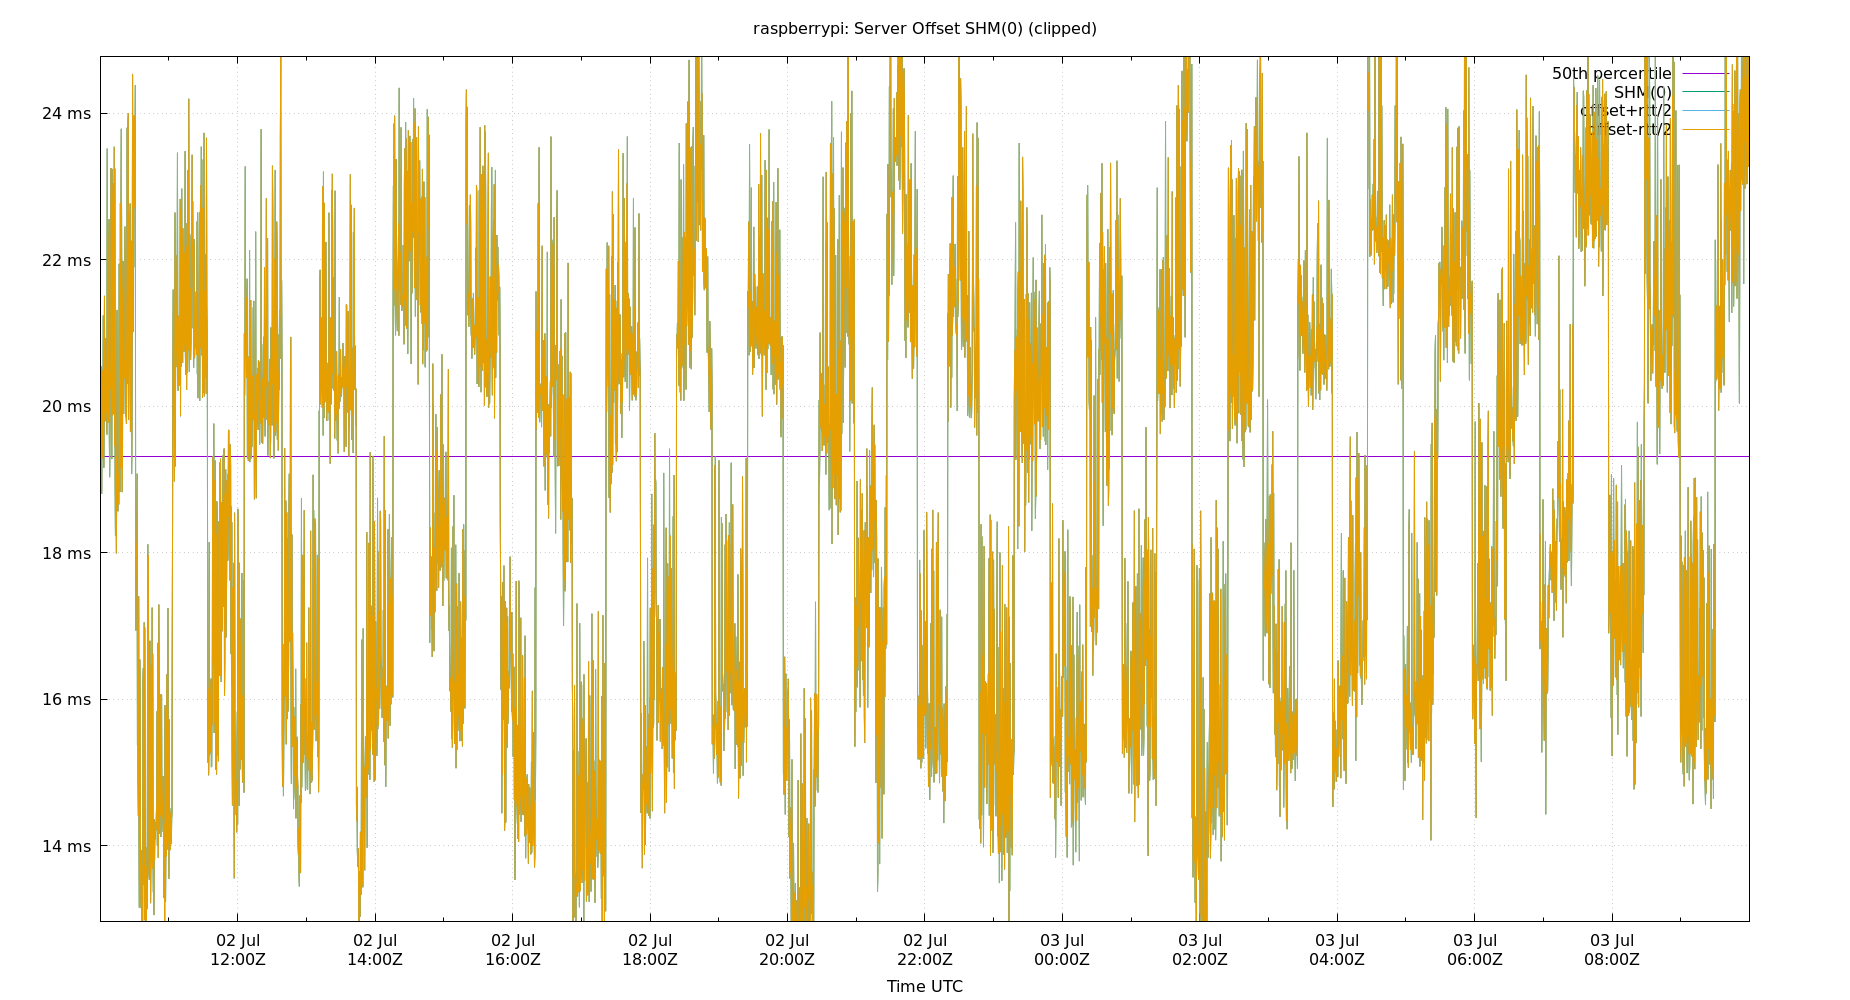 raspberrypi: Server Offset SHM(0) (clipped)
50th percentile
SHM(0)
offset+rtt/2
offset-rtt/2
24 ms
22 ms
20 ms
18 ms
16 ms
14 ms
02 Jul
12:00Z
02 Jul
14:00Z
02 Jul
16:00Z
02 Jul
18:00Z
02 Jul
20:00Z
02 Jul
22:00Z
03 Jul
00:00Z
03 Jul
02:00Z
03 Jul
04:00Z
03 Jul
06:00Z
03 Jul
08:00Z
Time UTC